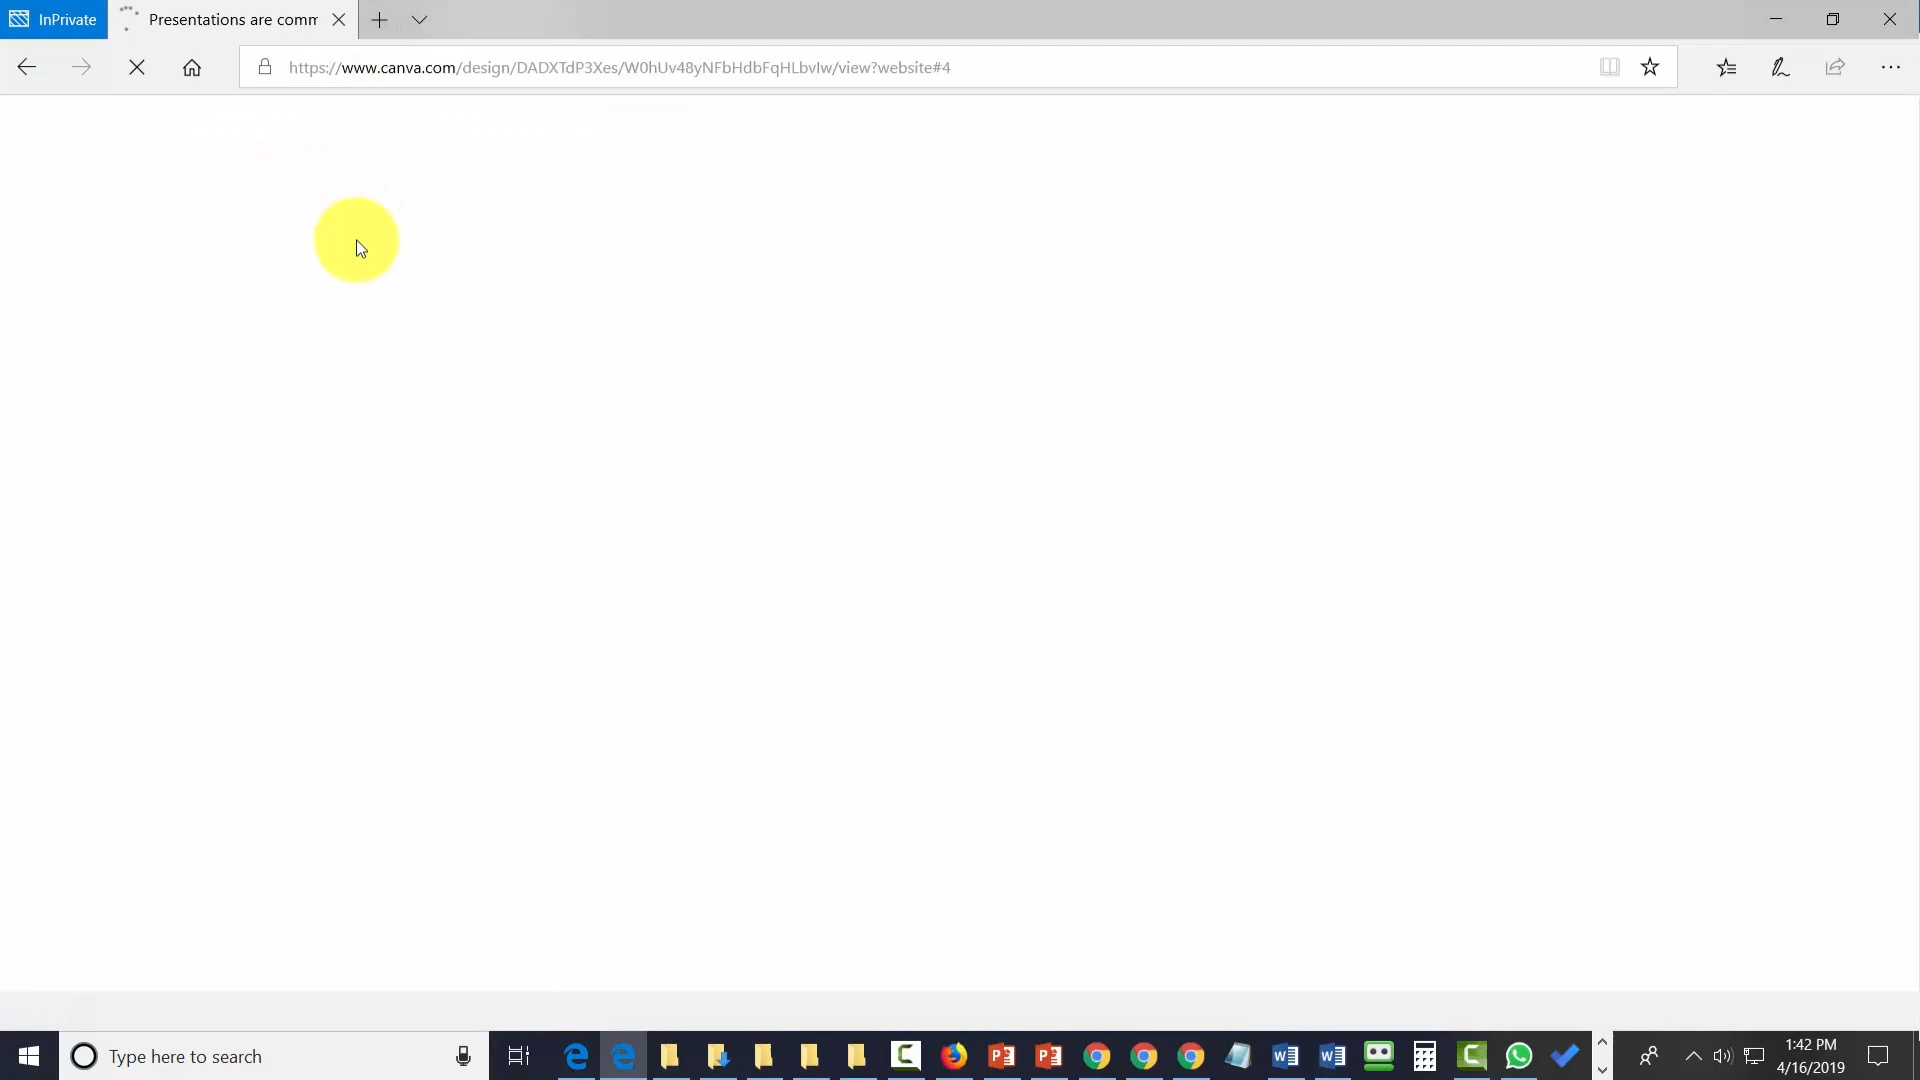 InPrivate
Presentations are comm
https://www.canva.com/design/DADXTdP3Xes/W0hUv48yNFbHdbFqHLbvIw/view?website#4
Type here to search
1:42 PM
4/16/2019